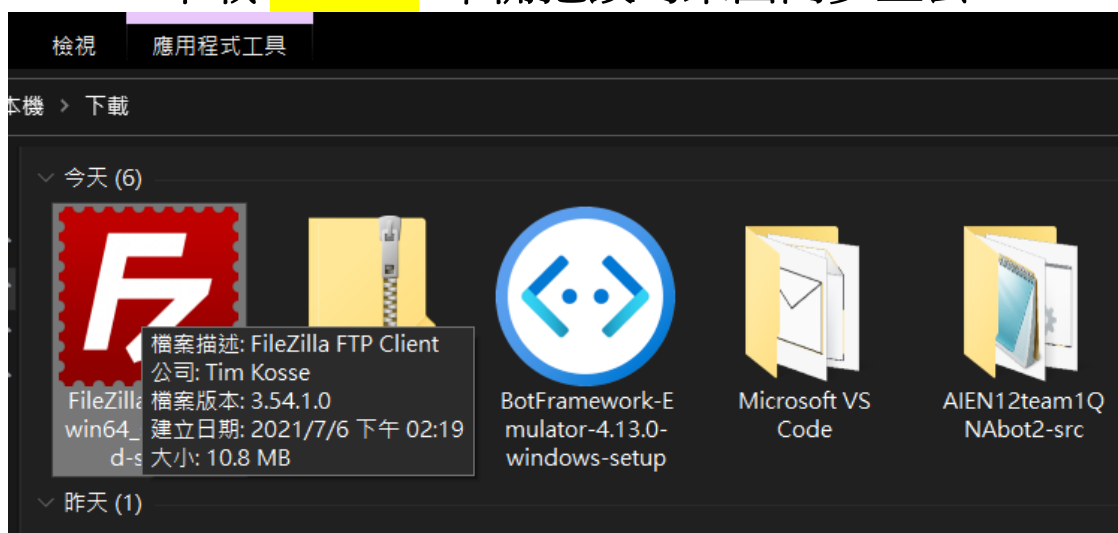 檢視 應用程式工具
本機 > 下載
今天 (6)
檔案描述: FileZilla FTP Client
公司: Tim Kosse
檔案版本: 3.54.1.0
建立日期: 2021/7/6 下午 02:19
大小: 10.8 MB
FileZilla
win64_
d-s
BotFramework-E
mulator-4.13.0-
windows-setup
Microsoft VS
Code
AIEN12team1Q
NAbot2-src
昨天 (1)